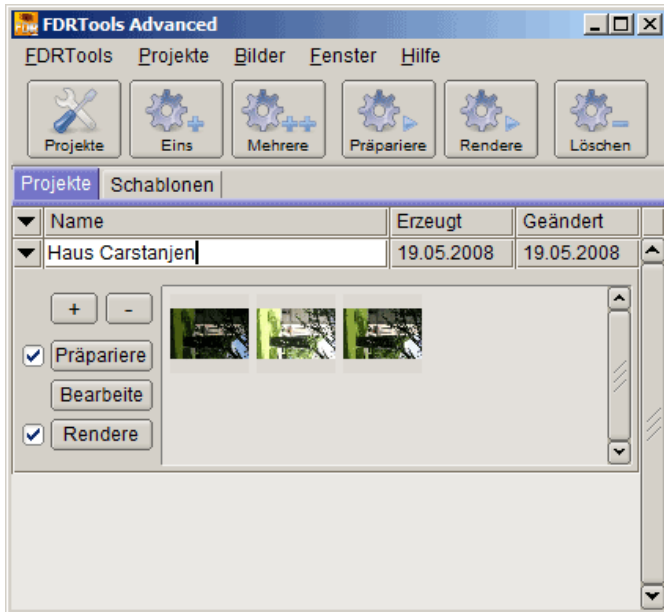 FDRTools Advanced
FDRTools Projekte Bilder Fenster Hilfe
Projekte Eins Mehrere Präpariere Rendere Löschen
Projekte Schablonen
Name Erzeugt Geändert
Haus Carstanjen 19.05.2008 19.05.2008
+ -
Präpariere
Bearbeite
Rendere